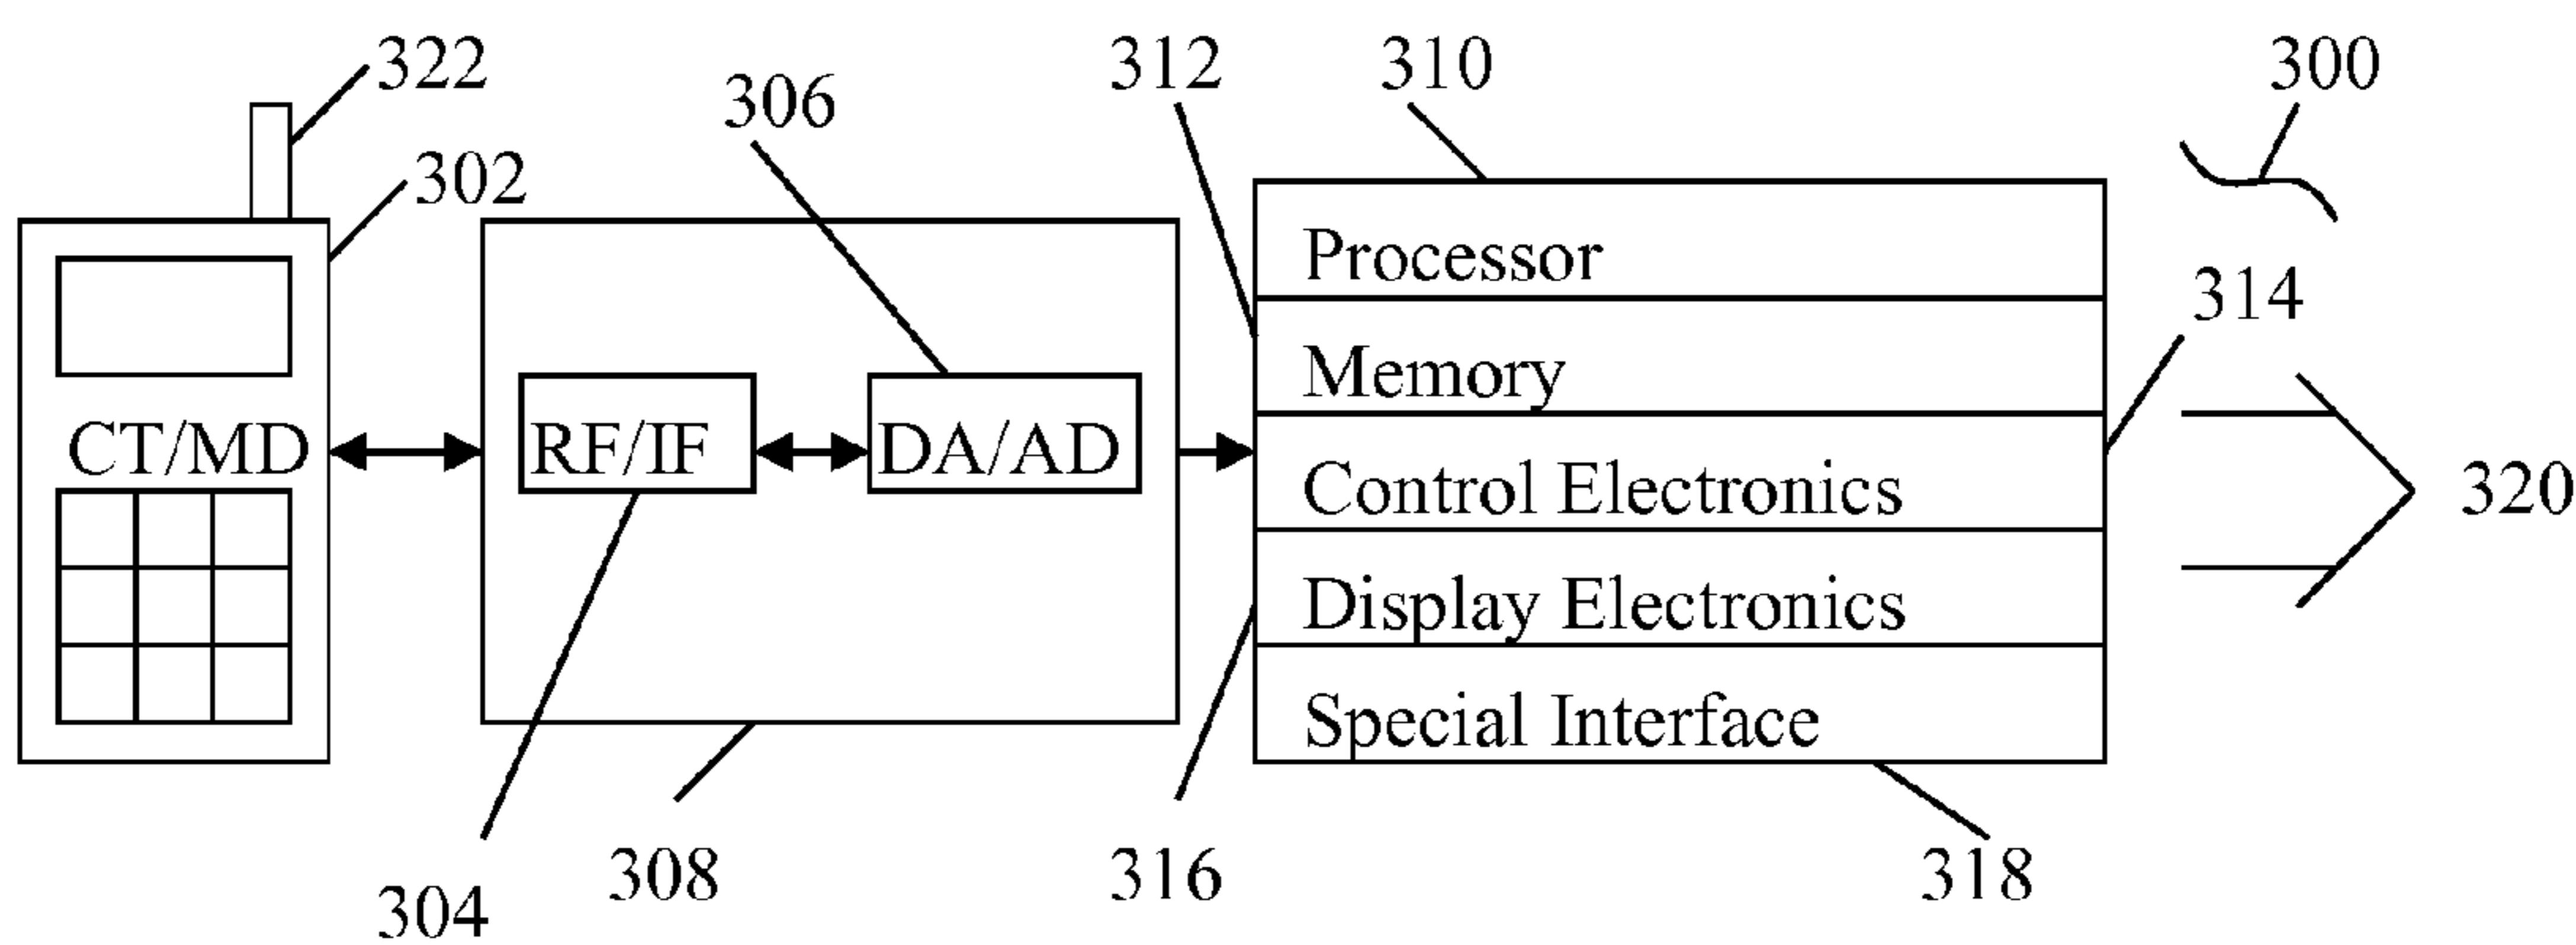 322
312
310
300
306
302
Processor
314
Memory
CT/MD
RF/IF
DA/AD
Control Electronics
320
Display Electronics
Special Interface
308
316
318
304